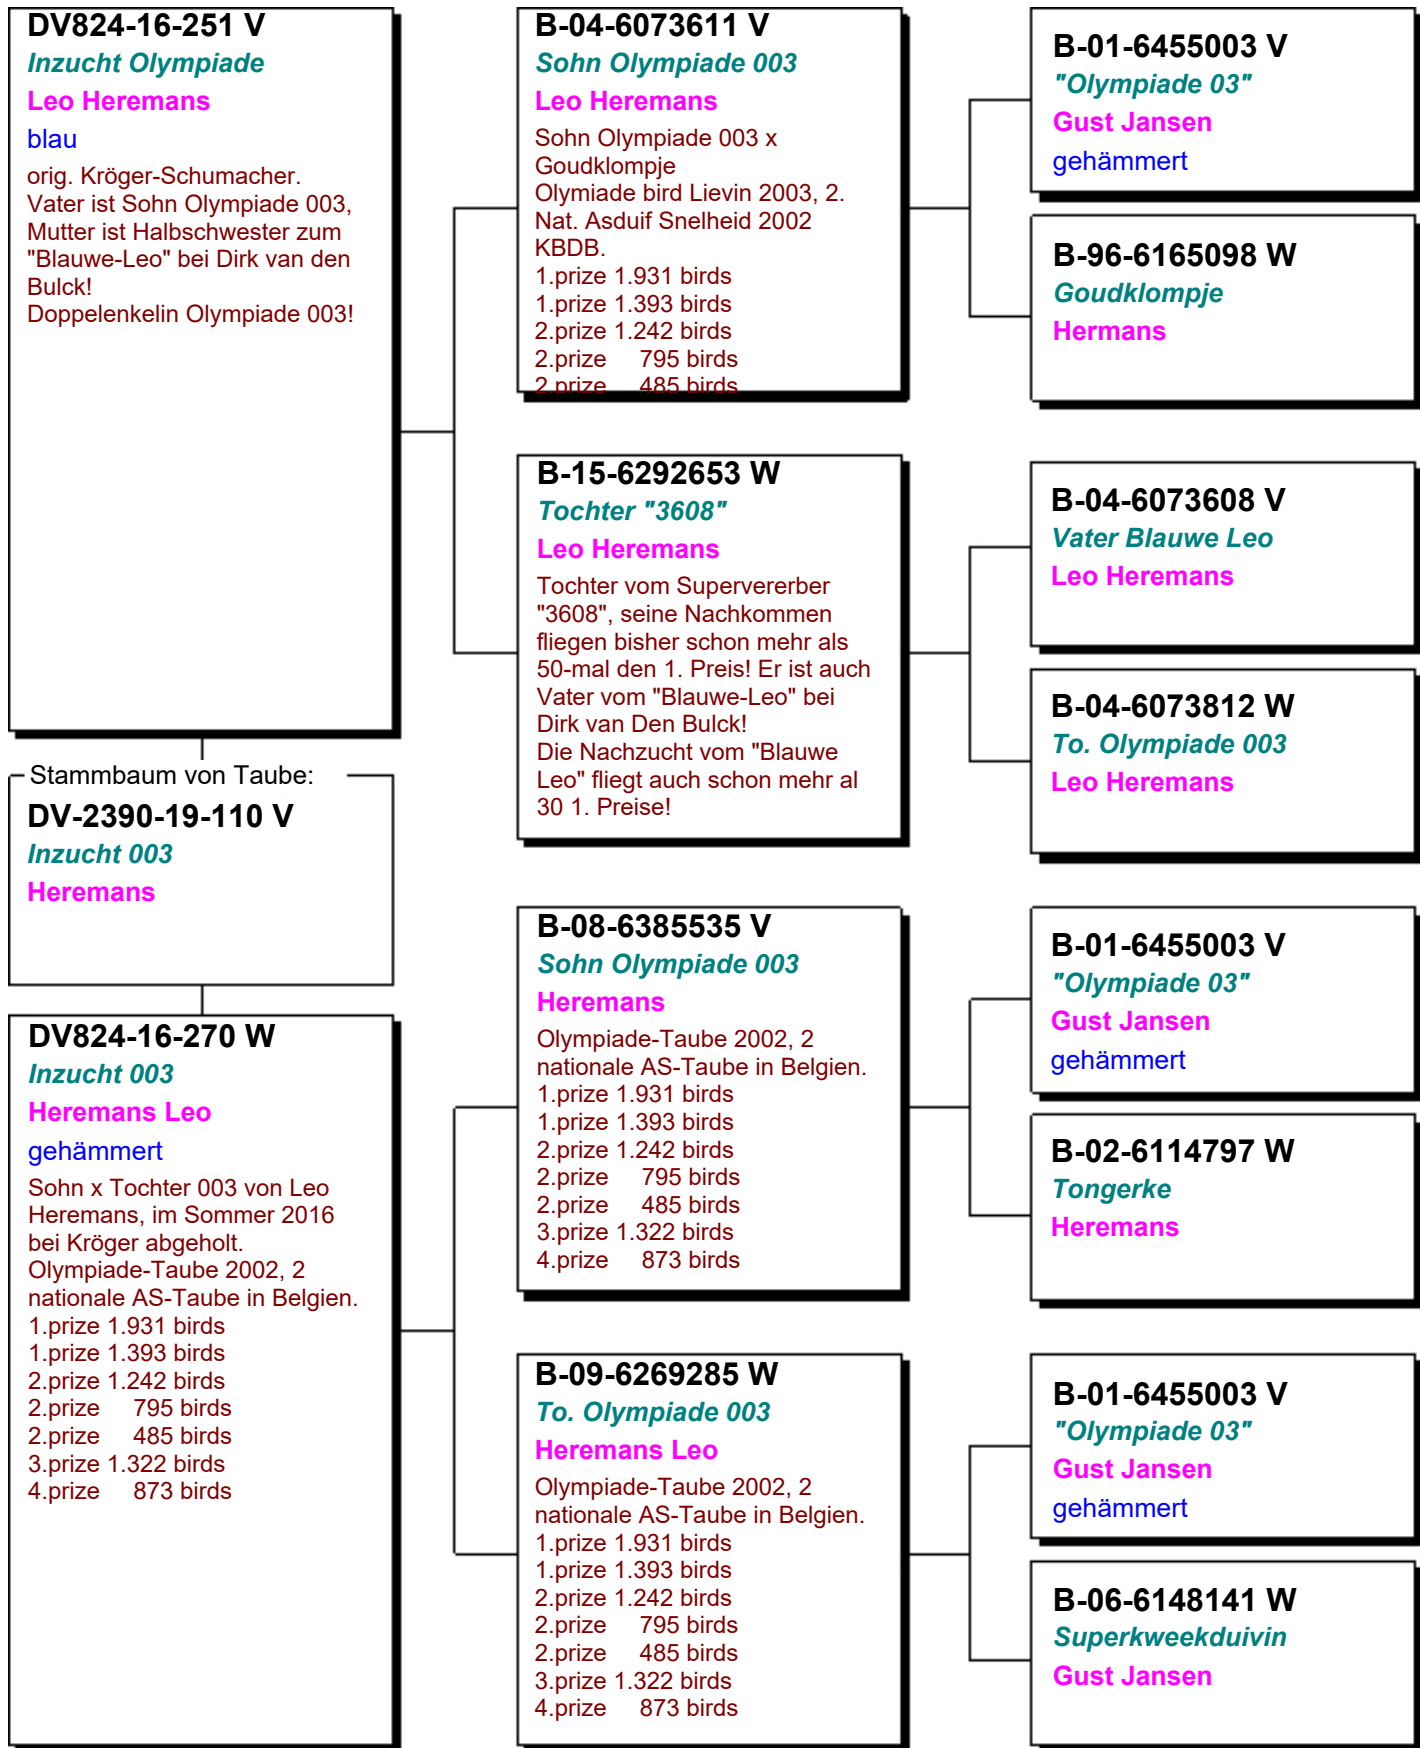 DV824-16-251 V
Inzucht Olympiade
Leo Heremans
blau
orig. Kröger-Schumacher.
Vater ist Sohn Olympiade 003,
Mutter ist Halbschwester zum
"Blauwe-Leo" bei Dirk van den
Bulck!
Doppelenkelin Olympiade 003!
Stammbaum von Taube:
DV-2390-19-110 V
Inzucht 003
Heremans
DV824-16-270 W
Inzucht 003
Heremans Leo
gehämmert
Sohn x Tochter 003 von Leo
Heremans, im Sommer 2016
bei Kröger abgeholt.
Olympiade-Taube 2002, 2
nationale AS-Taube in Belgien.
1.prize 1.931 birds
1.prize 1.393 birds
2.prize 1.242 birds
2.prize 795 birds
2.prize 485 birds
3.prize 1.322 birds
4.prize 873 birds
B-04-6073611 V
Sohn Olympiade 003
Leo Heremans
Sohn Olympiade 003 x
Goudklompje
Olymiade bird Lievin 2003, 2.
Nat. Asduif Snelheid 2002
KBDB.
1.prize 1.931 birds
1.prize 1.393 birds
2.prize 1.242 birds
2.prize 795 birds
2.prize 485 birds
B-15-6292653 W
Tochter "3608"
Leo Heremans
Tochter vom Supervererber
"3608", seine Nachkommen
fliegen bisher schon mehr als
50-mal den 1. Preis! Er ist auch
Vater vom "Blauwe-Leo" bei
Dirk van Den Bulck!
Die Nachzucht vom "Blauwe
Leo" fliegt auch schon mehr al
30 1. Preise!
B-08-6385535 V
Sohn Olympiade 003
Heremans
Olympiade-Taube 2002, 2
nationale AS-Taube in Belgien.
1.prize 1.931 birds
1.prize 1.393 birds
2.prize 1.242 birds
2.prize 795 birds
2.prize 485 birds
3.prize 1.322 birds
4.prize 873 birds
B-09-6269285 W
To. Olympiade 003
Heremans Leo
Olympiade-Taube 2002, 2
nationale AS-Taube in Belgien.
1.prize 1.931 birds
1.prize 1.393 birds
2.prize 1.242 birds
2.prize 795 birds
2.prize 485 birds
3.prize 1.322 birds
4.prize 873 birds
B-01-6455003 V
"Olympiade 03"
Gust Jansen
gehämmert
B-96-6165098 W
Goudklompje
Hermans
B-04-6073608 V
Vater Blauwe Leo
Leo Heremans
B-04-6073812 W
To. Olympiade 003
Leo Heremans
B-01-6455003 V
"Olympiade 03"
Gust Jansen
gehämmert
B-02-6114797 W
Tongerke
Heremans
B-01-6455003 V
"Olympiade 03"
Gust Jansen
gehämmert
B-06-6148141 W
Superkweekduivin
Gust Jansen